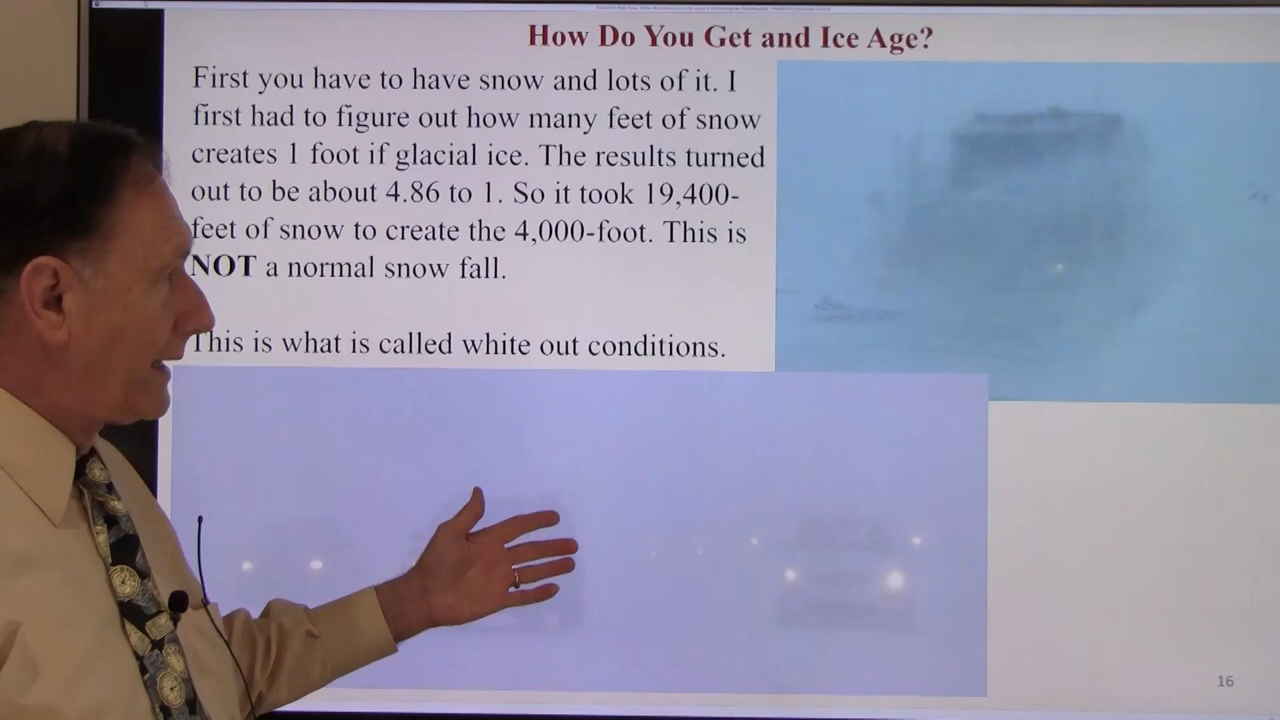 How Do You Get and Ice Age?
First you have to have snow and lots of it. I
first had to figure out how many feet of snow
creates 1 foot if glacial ice. The results turned
out to be about 4.86 to 1. So it took 19,400-
feet of snow to create the 4,000-foot. This is
NOT a normal snow fall.
This is what is called white out conditions.
16